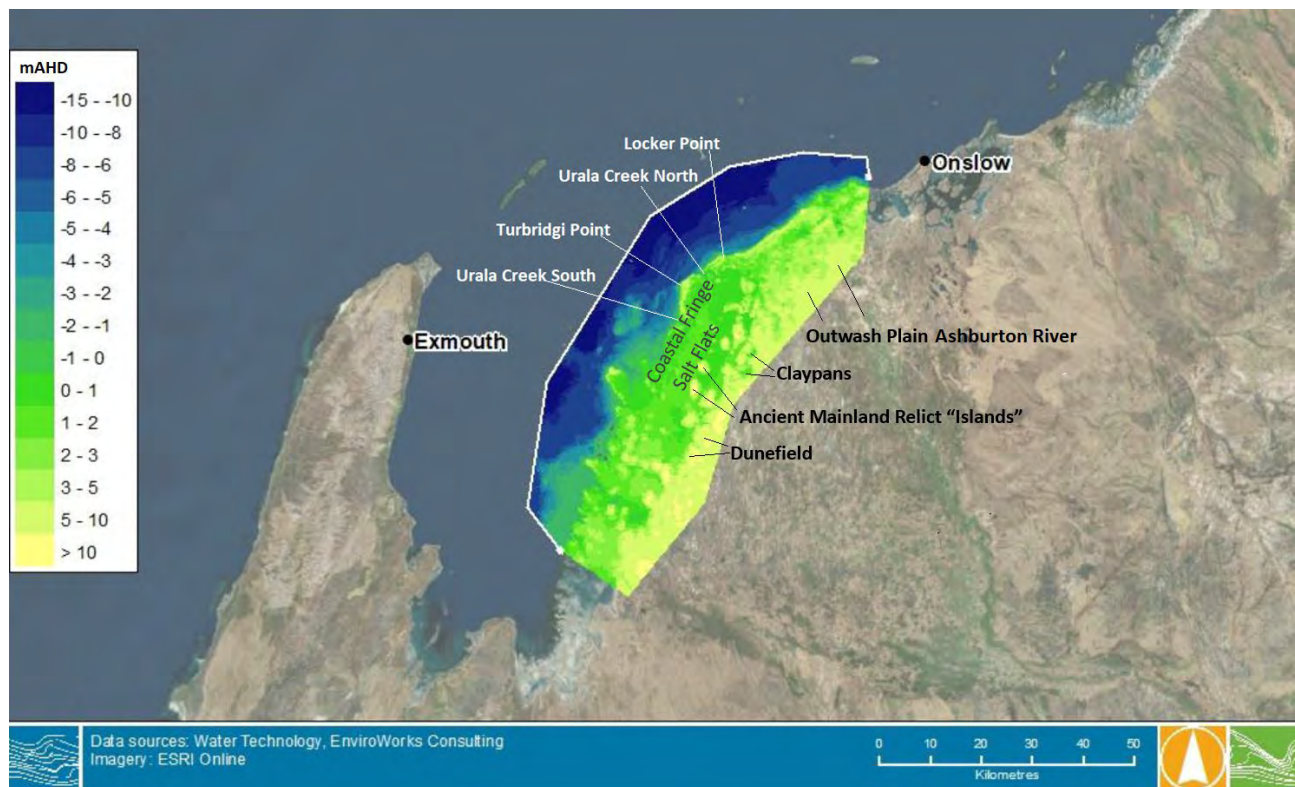 mAHD
-15 - -10
-10 - -8
-8 - -6
-6 - -5
-5 - -4
-4 - -3
-3 - -2
-2 - -1
-1 - 0
0 - 1
1 - 2
2 - 3
3 - 5
5 - 10
> 10
Locker Point
Onslow
Urala Creek North
Turbridgi Point
Urala Creek South
Coastal Fringe
Salt Flats
Exmouth
Outwash Plain Ashburton River
Claypans
Ancient Mainland Relict “Islands”
Dunefield
Data sources: Water Technology, EnviroWorks Consulting
Imagery: ESRI Online
0 10 20 30 40 50
Kilometres